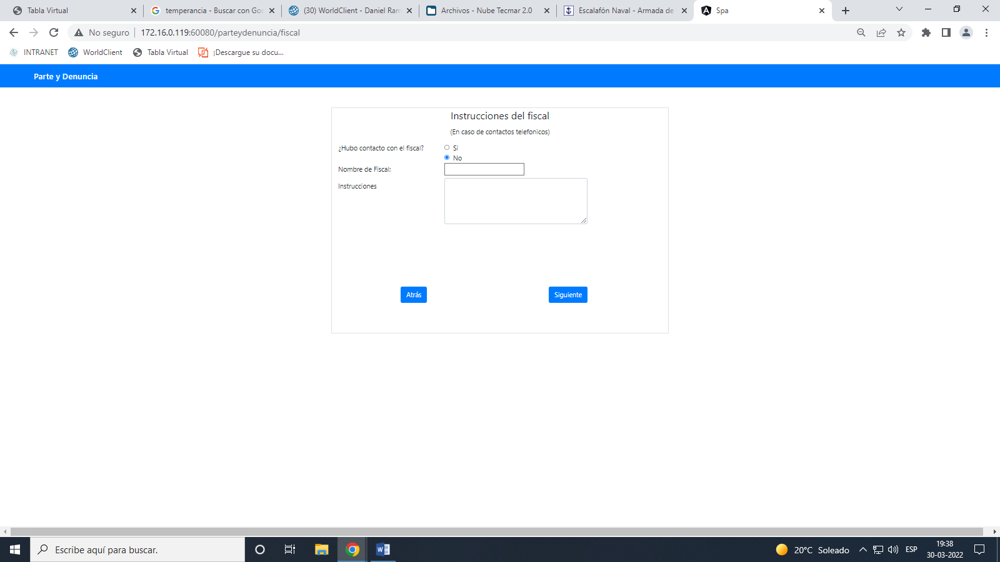 Tabla Virtual
temperancia - Buscar con Goo
(30) WorldClient - Daniel Ram
Archivos - Nube Tecmar 2.0
Escalafón Naval - Armada de
Spa
No seguro
172.16.0.119:60080/parteydenuncia/fiscal
INTRANET
WorldClient
Tabla Virtual
¡Descargue su docu...
Parte y Denuncia
Instrucciones del fiscal
(En caso de contactos telefonicos)
¿Hubo contacto con el fiscal?
Si
No
Nombre de Fiscal:
Instrucciones
Atrás
Siguiente
Escribe aquí para buscar.
20°C Soleado
ESP
19:38
30-03-2022